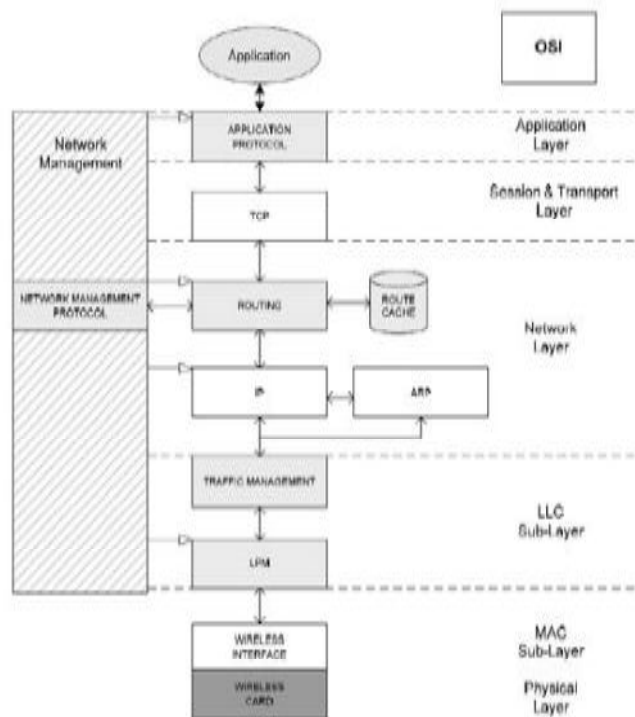 Application
OSI
Network
Management
APPLICATION
PROTOCOL
Application
Layer
TCP
Session & Transport
Layer
NETWORK MANAGEMENT
PROTOCOL
ROUTING
ROUTE
CACHE
Network
Layer
IP
ARP
TRAFFIC MANAGEMENT
LLC
Sub-Layer
LPM
WIRELESS
INTERFACE
MAC
Sub-Layer
WIRELESS
CARD
Physical
Layer